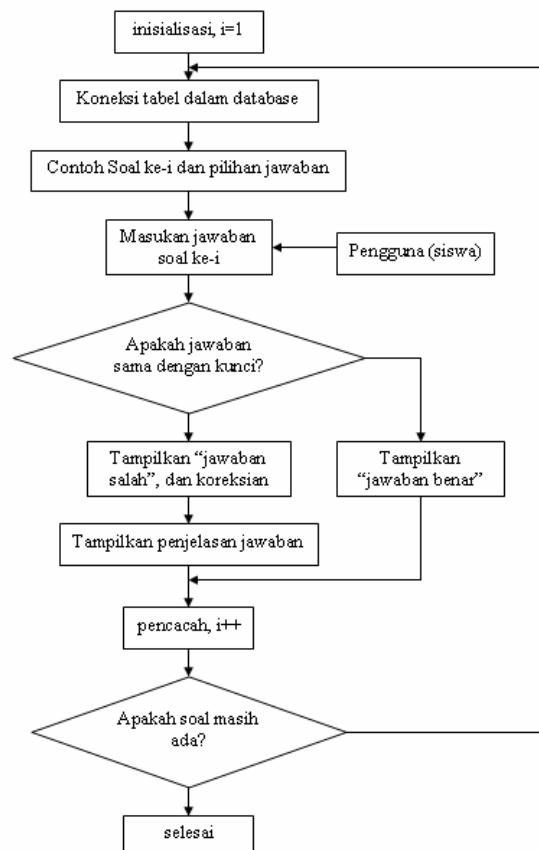 inisialisasi, i=1
Koneksi tabel dalam database
Contoh Soal ke-i dan pilihan jawaban
Masukan jawaban
soal ke-i
Pengguna (siswa)
Apakah jawaban
sama dengan kunci?
Tampilkan “jawaban
salah”, dan koreksian
Tampilkan
“jawaban benar”
Tampilkan penjelasan jawaban
pencacah, i++
Apakah soal masih
ada?
selesai